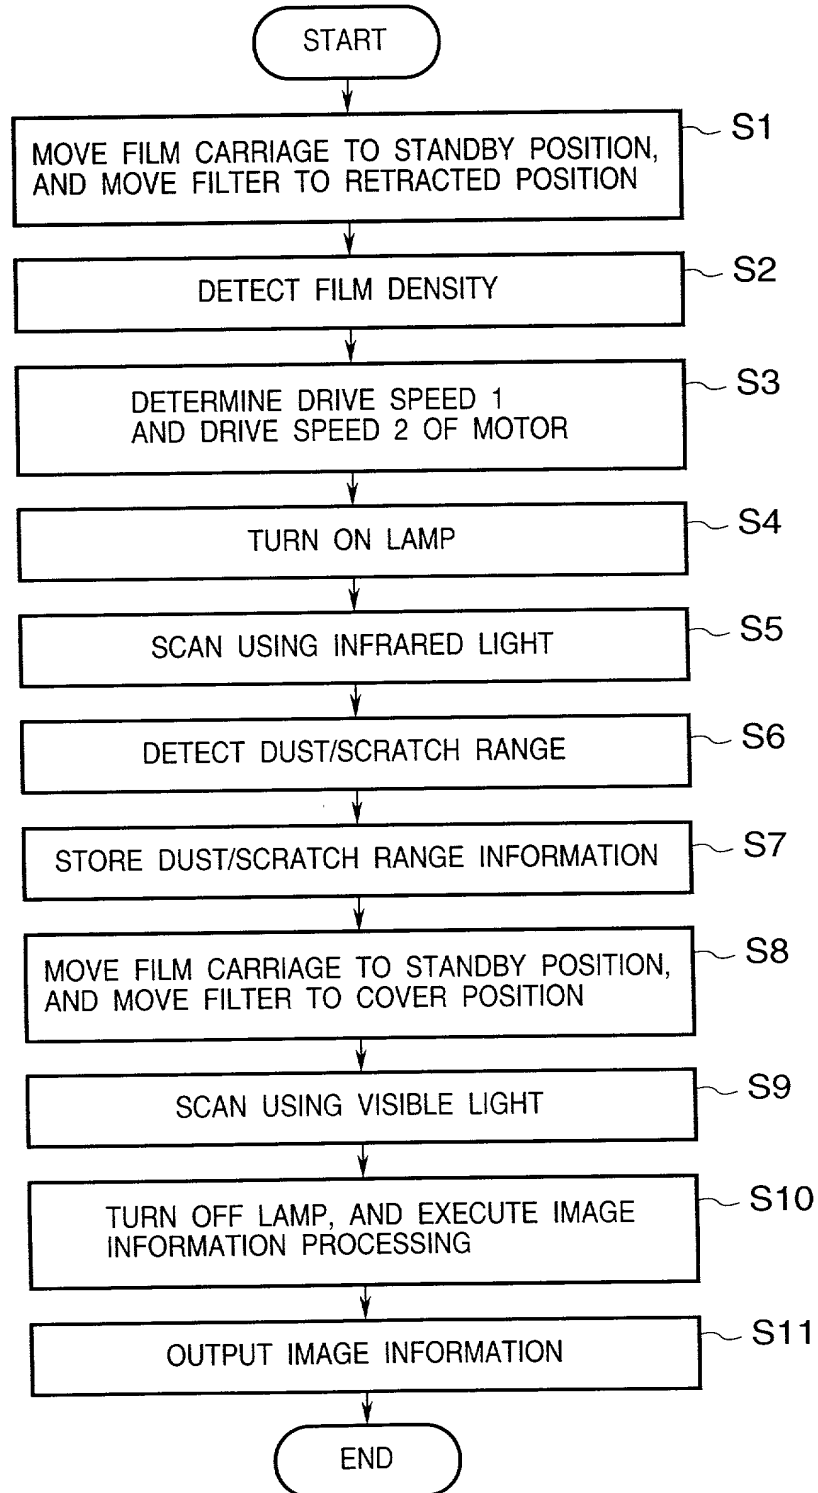 START
S1
MOVE FILM CARRIAGE TO STANDBY POSITION,
AND MOVE FILTER TO RETRACTED POSITION
S2
DETECT FILM DENSITY
S3
DETERMINE DRIVE SPEED 1
AND DRIVE SPEED 2 OF MOTOR
S4
TURN ON LAMP
S5
SCAN USING INFRARED LIGHT
S6
DETECT DUST/SCRATCH RANGE
S7
STORE DUST/SCRATCH RANGE INFORMATION
S8
MOVE FILM CARRIAGE TO STANDBY POSITION,
AND MOVE FILTER TO COVER POSITION
S9
SCAN USING VISIBLE LIGHT
S10
TURN OFF LAMP, AND EXECUTE IMAGE
INFORMATION PROCESSING
S11
OUTPUT IMAGE INFORMATION
END